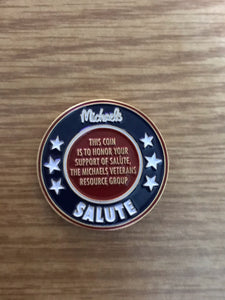 Michaels
THIS COIN
IS TO HONOR YOUR
SUPPORT OF SALUTE,
THE MICHAELS VETERANS
RESOURCE GROUP
SALUTE